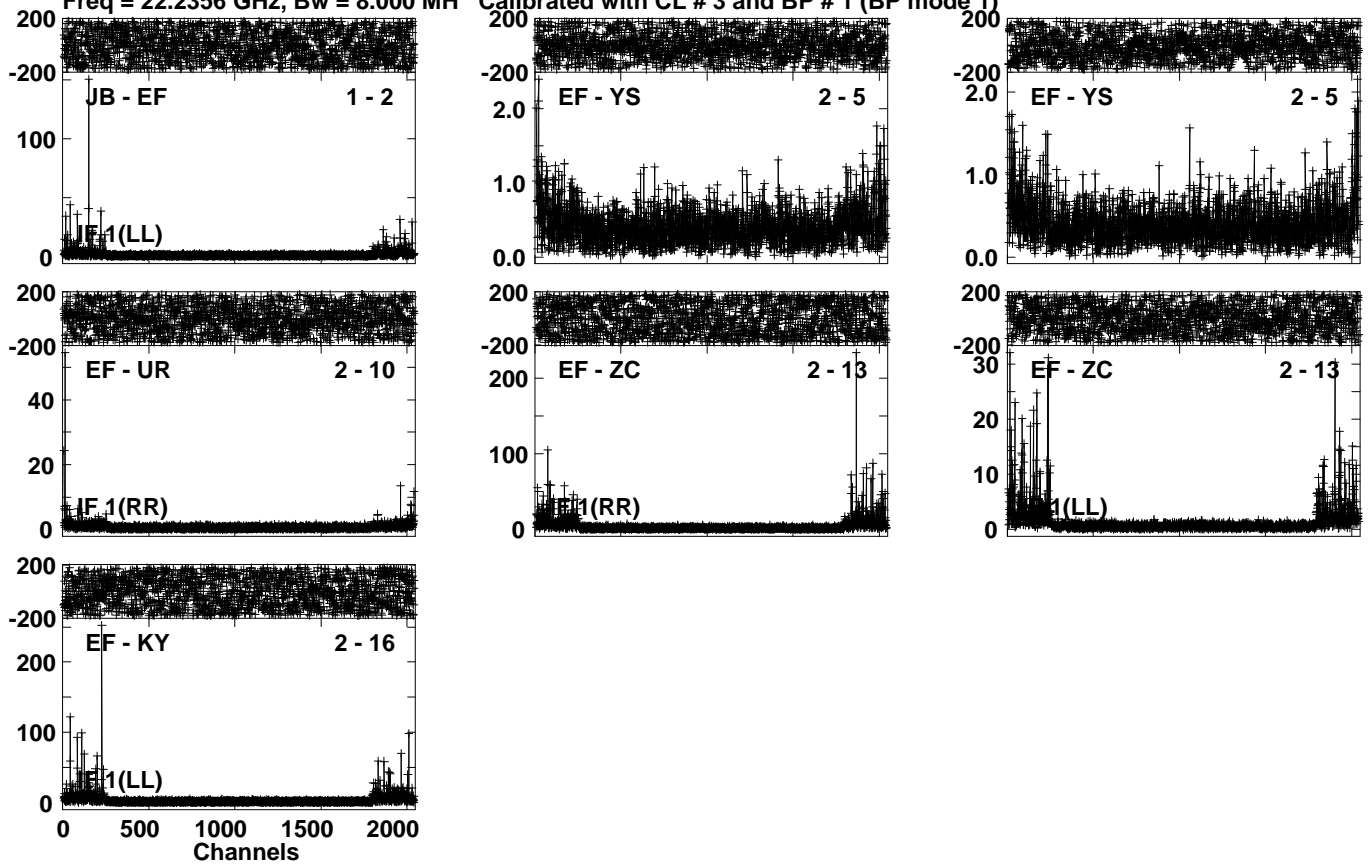 Freq = 22.2356 GHz, Bw = 8.000 MH Calibrated with CL # 3 and BP # 1 (BP mode 1)
200
-200
JB - EF 1 - 2
100
IF 1(LL)
0
200
-200
EF - YS 2 - 5
2.0
1.0
0.0
200
-200
EF - YS 2 - 5
2.0
1.0
0.0
200
-200
EF - UR 2 - 10
40
20
IF 1(RR)
0
200
-200
EF - ZC 2 - 13
200
100
IF 1(RR)
0
200
-200
EF - ZC 2 - 13
30
20
10
1(LL)
0
200
-200
EF - KY 2 - 16
200
100
IF 1(LL)
0
0 500 1000 1500 2000
Channels